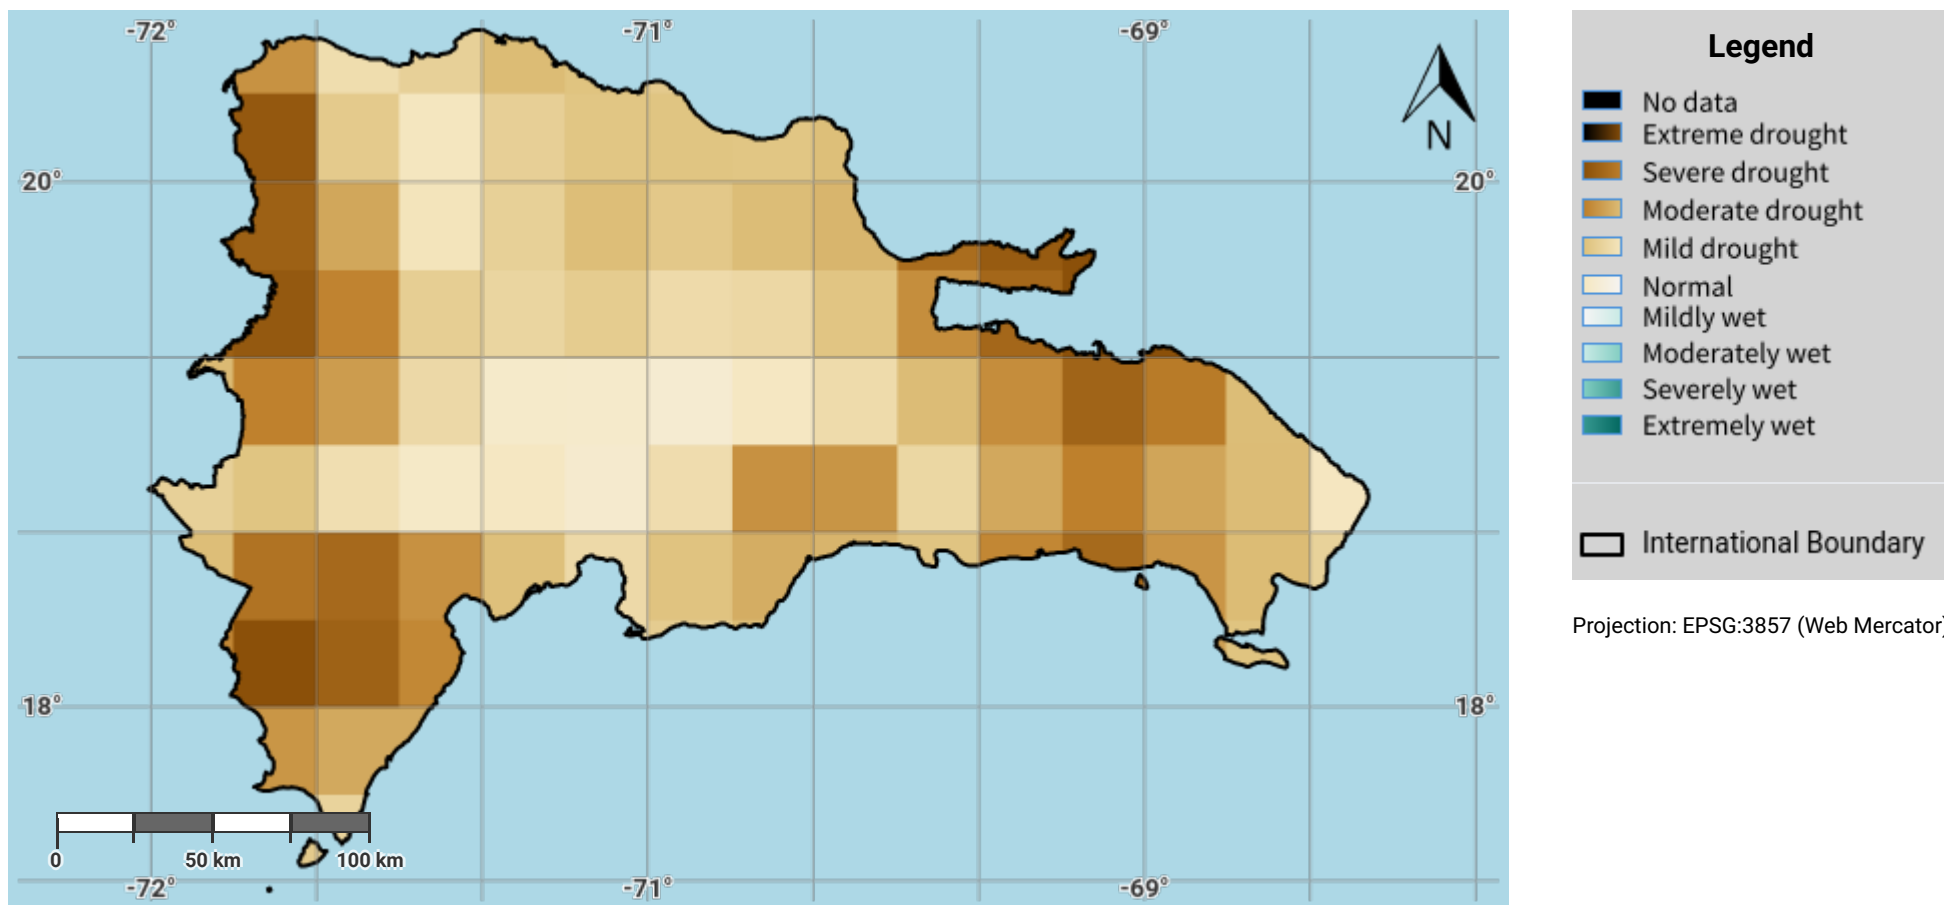 -72° -71° -69°
20° 20°
N
18° 18°
0 50 km 100 km
-72° -71° -69°
Legend
No data
Extreme drought
Severe drought
Moderate drought
Mild drought
Normal
Mildly wet
Moderately wet
Severely wet
Extremely wet
International Boundary
Projection: EPSG:3857 (Web Mercator)